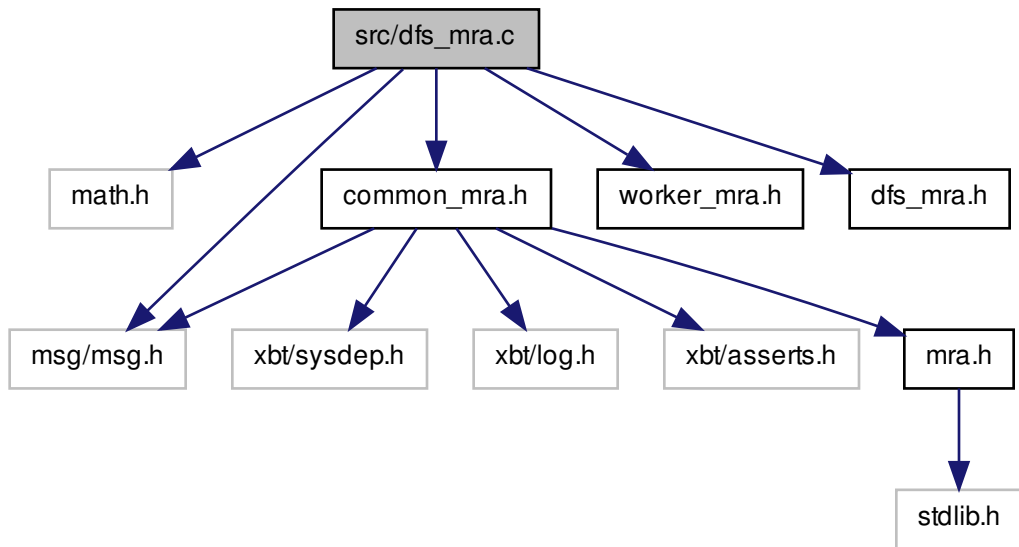 src/dfs_mra.c
math.h
common_mra.h
worker_mra.h
dfs_mra.h
msg/msg.h
xbt/sysdep.h
xbt/log.h
xbt/asserts.h
mra.h
stdlib.h